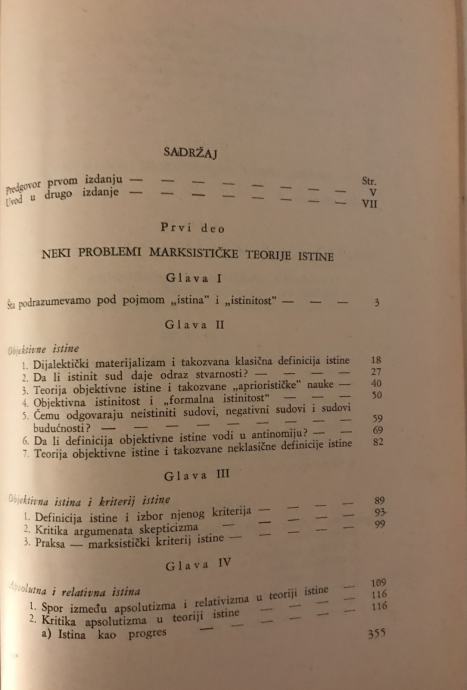 SADRŽAJ
Str.
Predgovor prvom izdanju — — — — — — — V
Uvod u drugo izdanje — — — — — — — VII
Prvi deo
NEKI PROBLEMI MARKSISTIČKE TEORIJE ISTINE
Glava I
Šta podrazumevamo pod pojmom „istina" i „istinitost" — — — 3
Glava II
Objektivne istine
1. Dijalektički materijalizam i takozvana klasična definicija istine 18
2. Da li istinit sud daje odraz stvarnosti? — — — — 27
3. Teorija objektivne istine i takozvane „apriorističke" nauke — 40
4. Objektivna istinitost i „formalna istinitost" — — — 50
5. Čemu odgovaraju neistiniti sudovi, negativni sudovi i sudovi
budućnosti? — — — — — — — 59
6. Da li definicija objektivne istine vodi u antinomiju? — — 69
7. Teorija objektivne istine i takozvane neklasične definicije istine 82
Glava III
Objektivna istina i kriterij istine
1. Definicija istine i izbor njenog kriterija — — — — 89
2. Kritika argumenata skepticizma — — — — — 93
3. Praksa — marksistički kriterij istine — — — — 99
Glava IV
Apsolutna i relativna istina
1. Spor između apsolutizma i relativizma u teoriji istine — 109
2. Kritika apsolutizma u teoriji istine — — — — 116
a) Istina kao progres — — — — — — 116
355